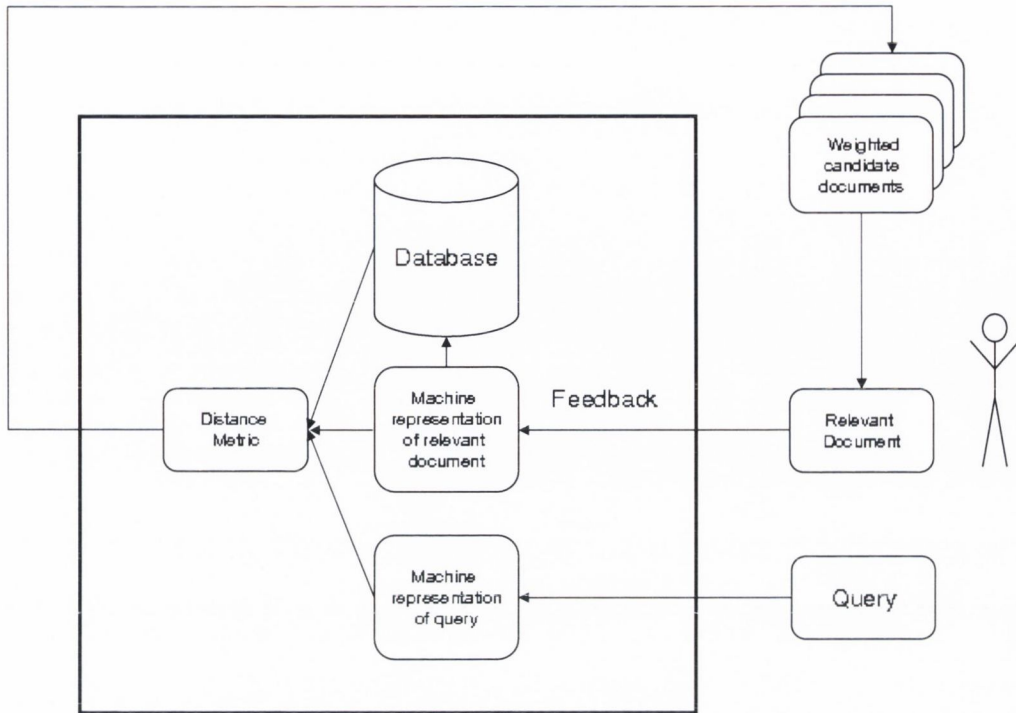 Weighted
candidate
documents
Database
Machine
representation
of relevant
document
Feedback
Distance
Metric
Relevant
Document
Machine
representation
of query
Query